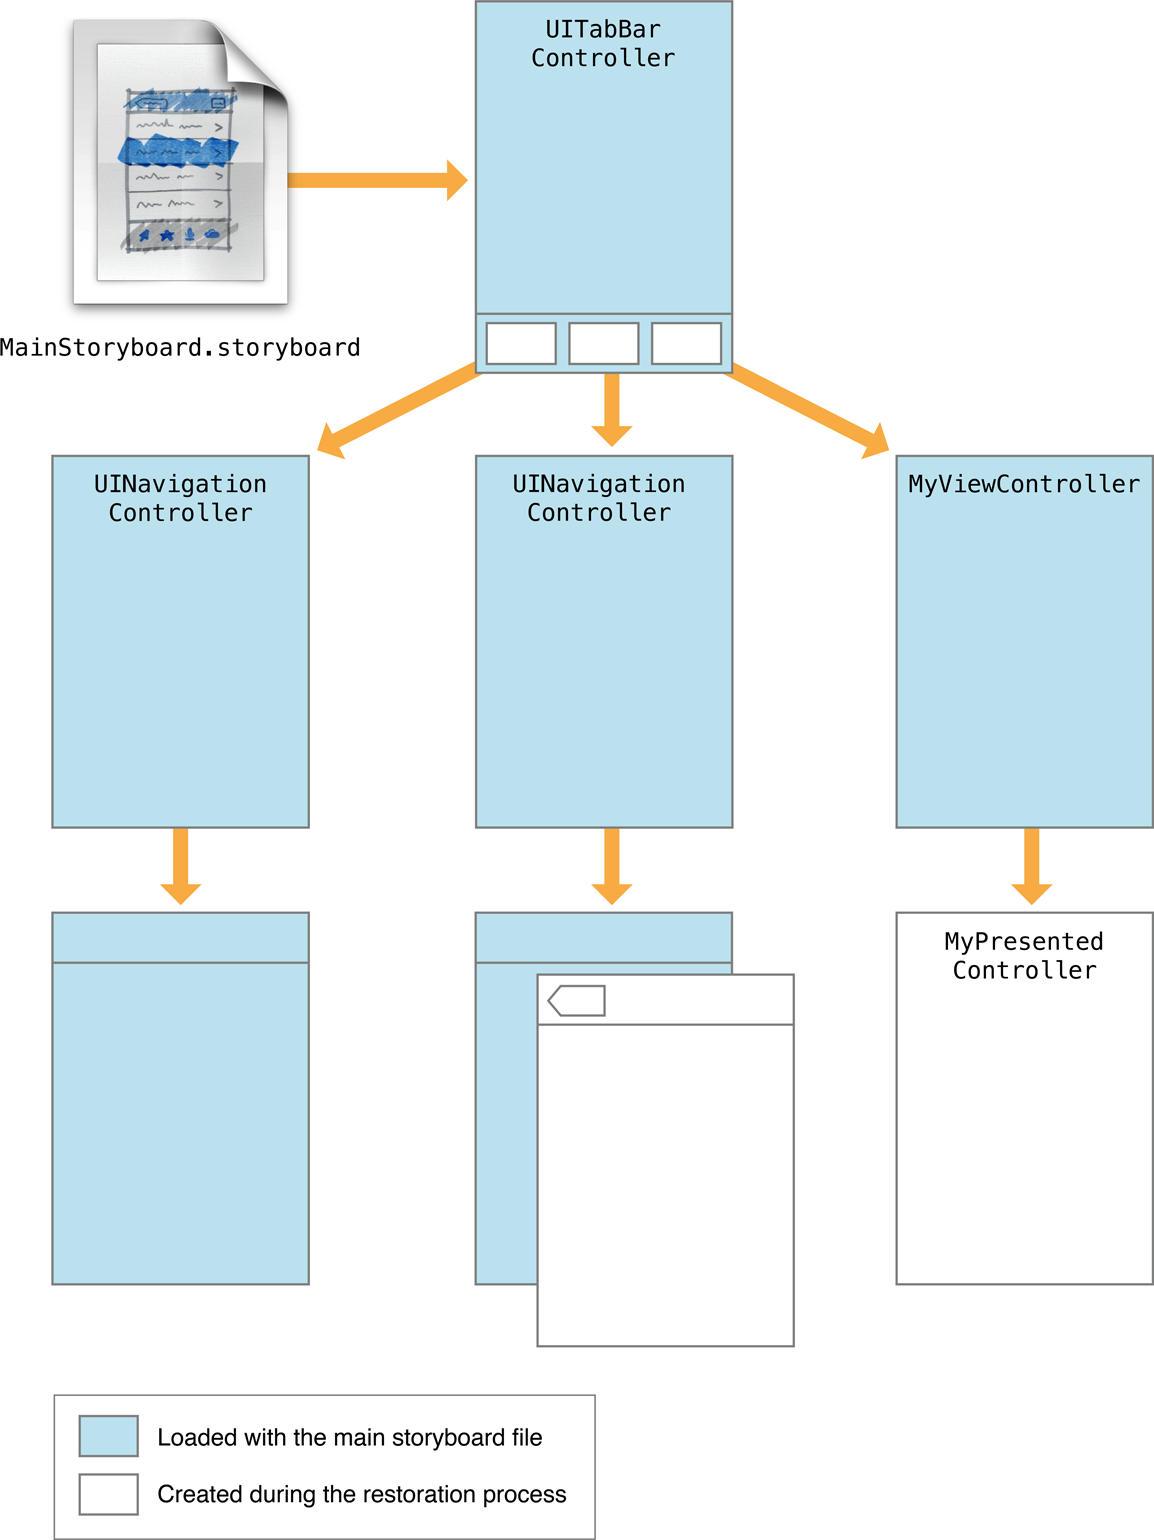 UITabBar
Controller
MainStoryboard.storyboard
UINavigation
Controller
UINavigation
Controller
MyViewController
MyPresented
Controller
Loaded with the main storyboard file
Created during the restoration process